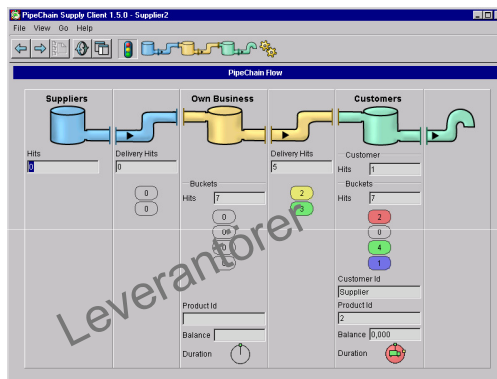 PipeChain Supply Client 1.5.0 - Supplier2
File View Go Help
PipeChain Flow
Suppliers
Own Business
Customers
Hits
0
Delivery Hits
0
0
0
Buckets
Hits 7
0
0
Delivery Hits
5
2
3
Customer
Hits 1
Buckets
Hits 7
2
0
4
1
Customer Id
Supplier
Product Id
2
Balance 0,000
Duration
Product Id
Balance
Duration
Leverantörer